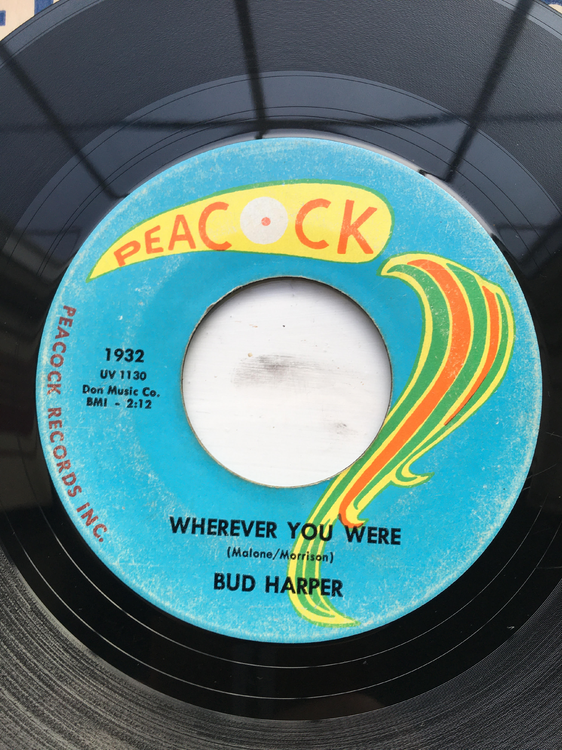 PEACOCK
PEACOCK RECORDS INC.
1932
UV 1130
Don Music Co.
BMI - 2:12
WHEREVER YOU WERE
(Malone/Morrison)
BUD HARPER